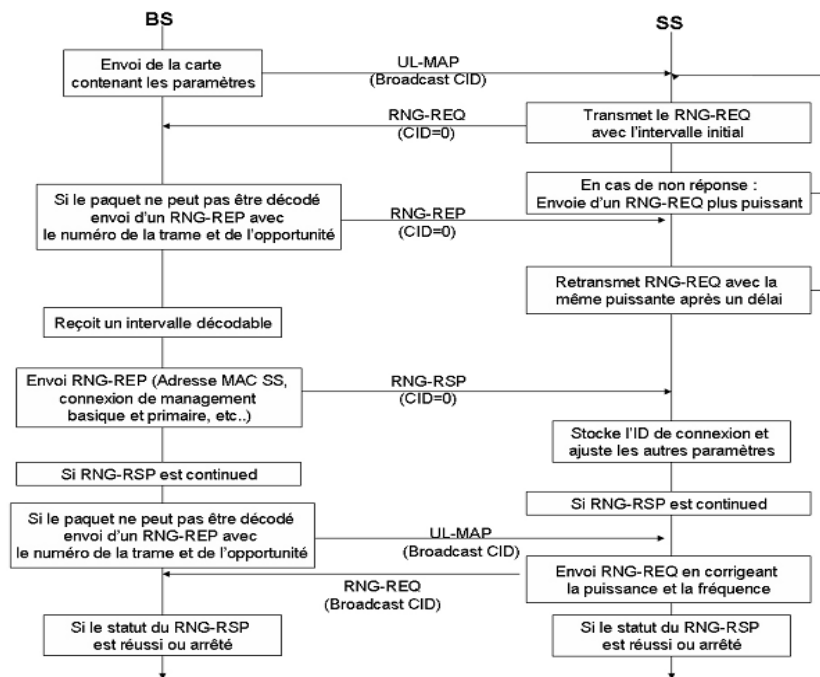 BS
SS
Envoi de la carte
contenant les paramètres
UL-MAP
(Broadcast CID)
RNG-REQ
(CID=0)
Transmet le RNG-REQ
avec l'intervalle initial
En cas de non réponse :
Envoie d'un RNG-REQ plus puissant
Si le paquet ne peut pas être décodé
envoi d'un RNG-REP avec
le numéro de la trame et de l'opportunité
RNG-REP
(CID=0)
Retransmet RNG-REQ avec la
même puissante après un délai
Reçoit un intervalle décodable
Envoi RNG-REP (Adresse MAC SS,
connexion de management
basique et primaire, etc..)
RNG-RSP
(CID=0)
Stocke l'ID de connexion et
ajuste les autres paramètres
Si RNG-RSP est continued
Si RNG-RSP est continued
Si le paquet ne peut pas être décodé
envoi d'un RNG-REP avec
le numéro de la trame et de l'opportunité
UL-MAP
(Broadcast CID)
RNG-REQ
(Broadcast CID)
Envoi RNG-REQ en corrigeant
la puissance et la fréquence
Si le statut du RNG-RSP
est réussi ou arrêté
Si le statut du RNG-RSP
est réussi ou arrêté